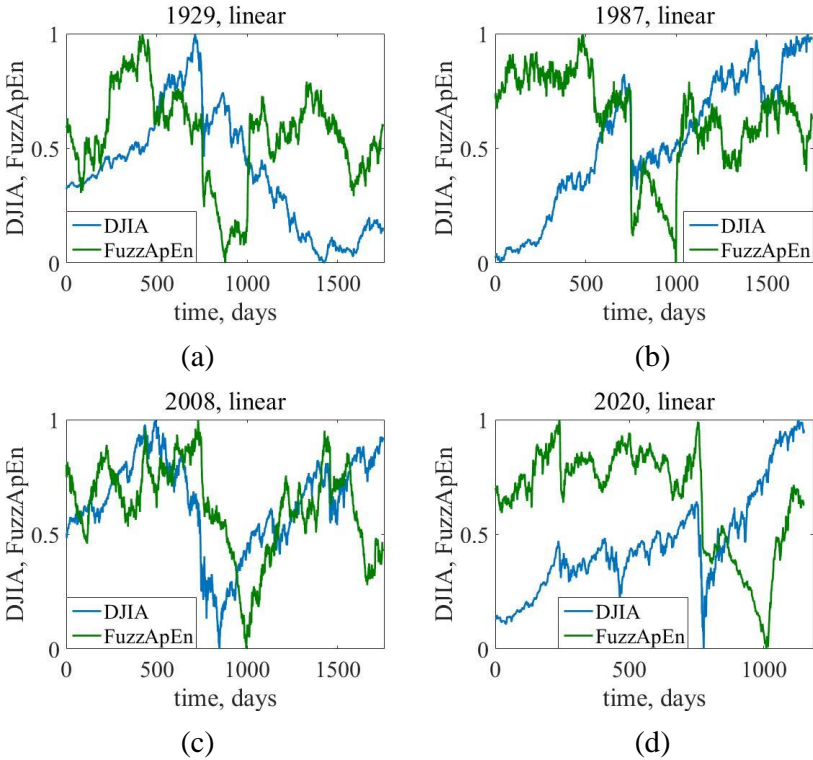 1929, linear
DJIA, FuzzApEn
1
0.5
0
DJIA
FuzzApEn
0 500 1000 1500
time, days
(a)
1987, linear
DJIA, FuzzApEn
1
0.5
0
DJIA
FuzzApEn
0 500 1000 1500
time, days
(b)
2008, linear
DJIA, FuzzApEn
1
0.5
0
DJIA
FuzzApEn
0 500 1000 1500
time, days
(c)
2020, linear
DJIA, FuzzApEn
1
0.5
0
DJIA
FuzzApEn
0 500 1000
time, days
(d)